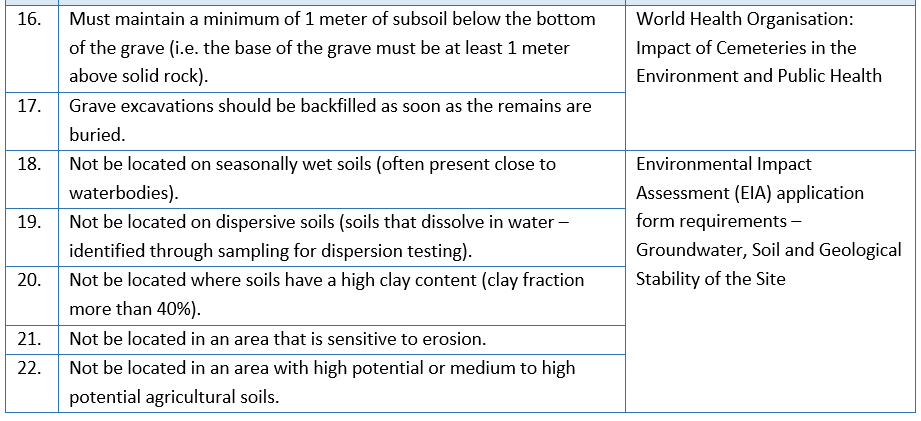 16. Must maintain a minimum of 1 meter of subsoil below the bottom
of the grave (i.e. the base of the grave must be at least 1 meter
above solid rock).
World Health Organisation:
Impact of Cemeteries in the
Environment and Public Health
17. Grave excavations should be backfilled as soon as the remains are
buried.
18. Not be located on seasonally wet soils (often present close to
waterbodies).
Environmental Impact
Assessment (EIA) application
form requirements –
Groundwater, Soil and Geological
Stability of the Site
19. Not be located on dispersive soils (soils that dissolve in water –
identified through sampling for dispersion testing).
20. Not be located where soils have a high clay content (clay fraction
more than 40%).
21. Not be located in an area that is sensitive to erosion.
22. Not be located in an area with high potential or medium to high
potential agricultural soils.